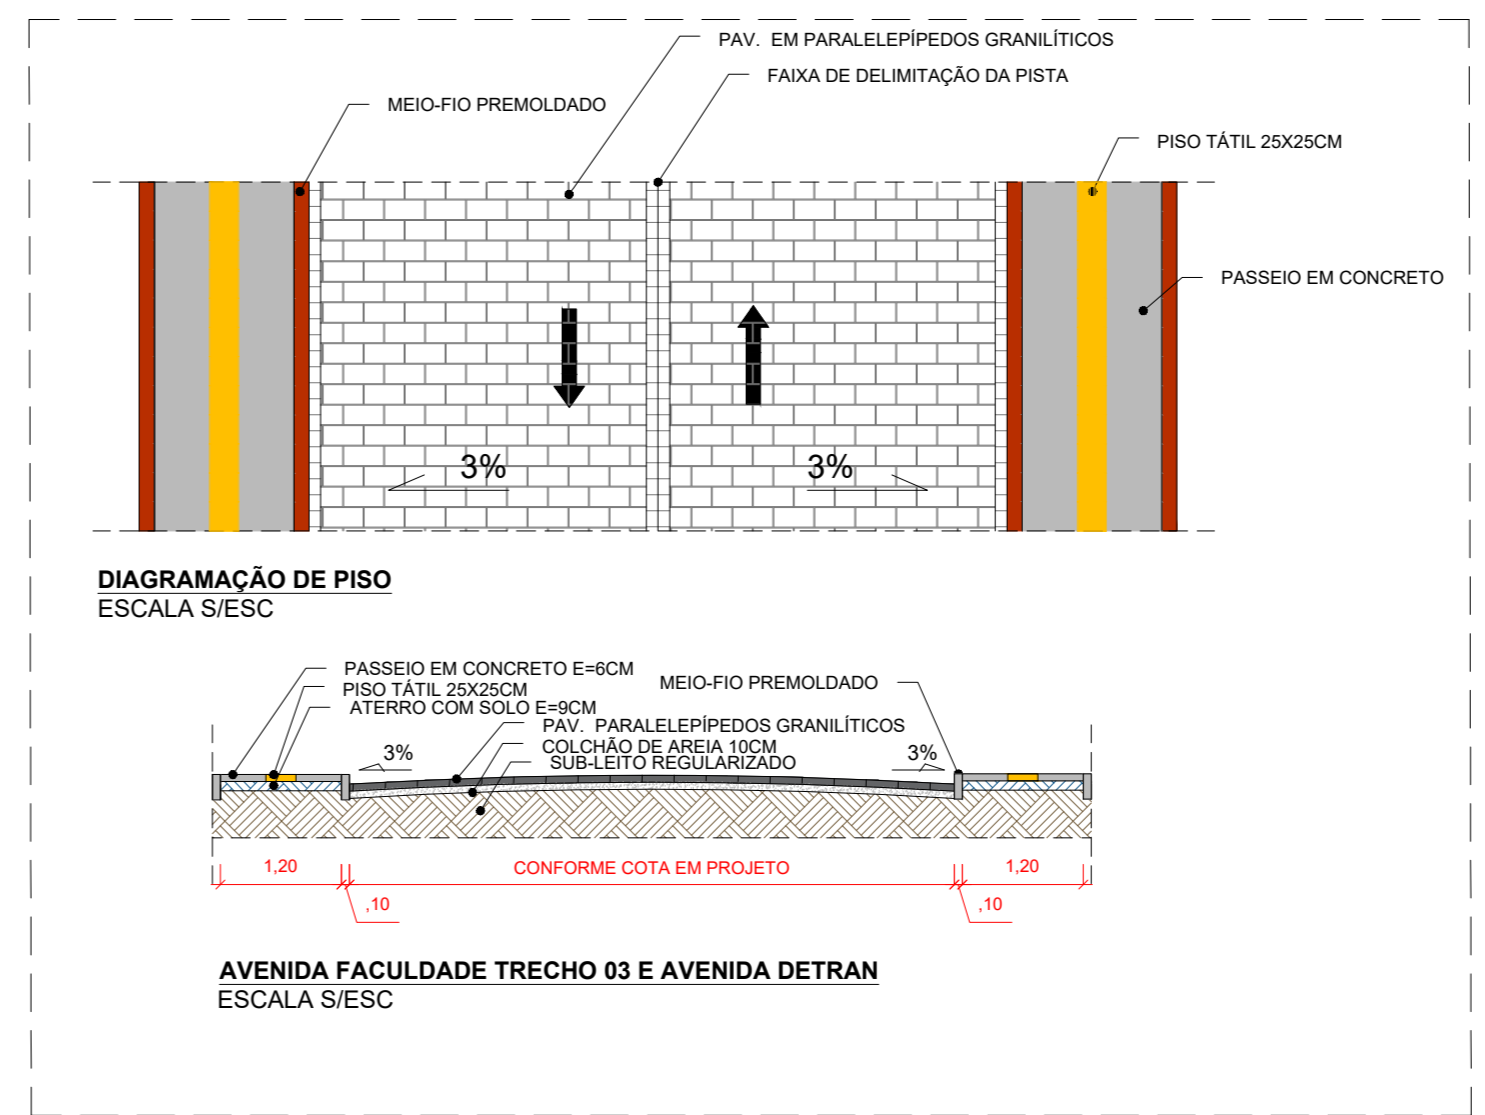 PAV.  EM PARALELEPÍPEDOS GRANILÍTICOS
FAIXA DE DELIMITAÇÃO DA PISTA
MEIO-FIO PREMOLDADO
PISO TÁTIL 25X25CM
PASSEIO EM CONCRETO
3%
3%
DIAGRAMAÇÃO DE PISO
ESCALA S/ESC
PASSEIO EM CONCRETO E=6CM
PISO TÁTIL 25X25CM
ATERRO COM SOLO E=9CM
MEIO-FIO PREMOLDADO
PAV.  PARALELEPÍPEDOS GRANILÍTICOS
COLCHÃO DE AREIA 10CM
SUB-LEITO REGULARIZADO
3%
3%
1,20
CONFORME COTA EM PROJETO
1,20
,10
,10
AVENIDA FACULDADE TRECHO 03 E AVENIDA DETRAN
ESCALA S/ESC